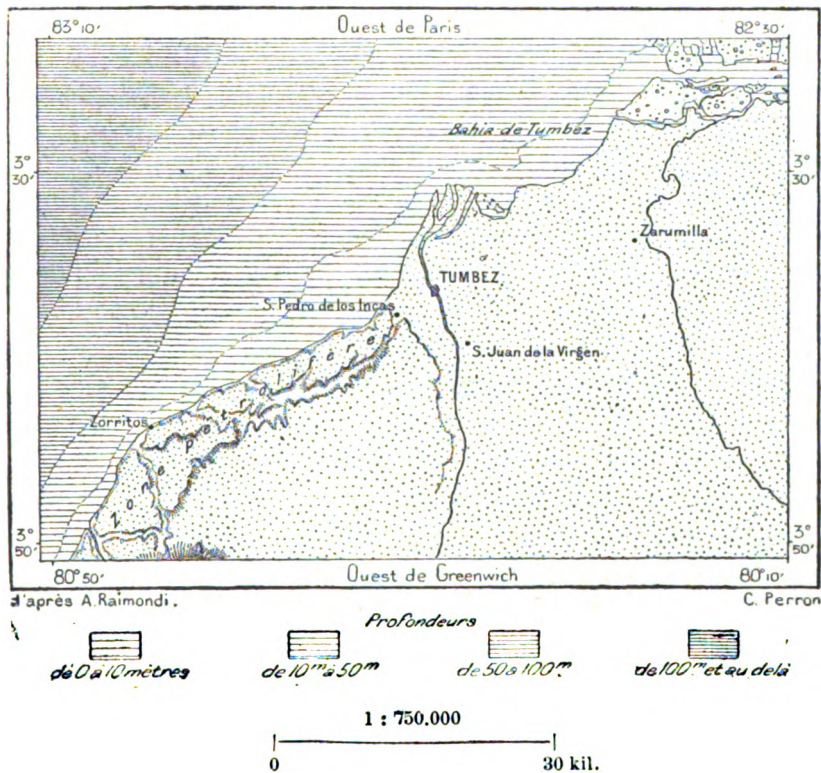 83°10'
Ouest de Paris
82°30'
Bahia de Tumbez
3°
30'
3°
30'
Zarumilla
TUMBEZ
S. Pedro de los Incas
S. Juan de la Virgen
Zorritos
Zone pétrolifère
3°
50'
3°
50'
80°50'
Ouest de Greenwich
80°10'
d'après A. Raimondi.
C. Perron
Profondeurs
de 0 à 10 mètres
de 10m à 50m
de 50 à 100m
de 100m et au delà
1 : 750.000
0
30 kil.